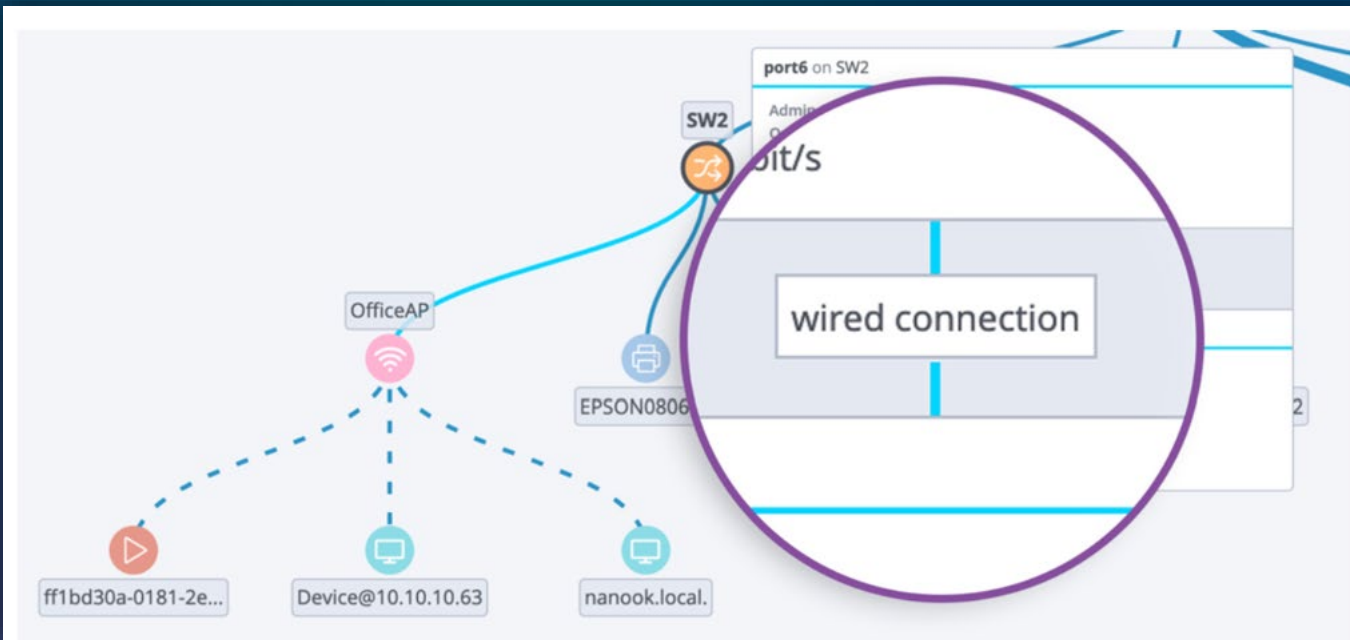 port6 on SW2
SW2
Admin
bit/s
OfficeAP
wired connection
EPSON0806
2
ff1bd30a-0181-2e...
Device@10.10.10.63
nanook.local.